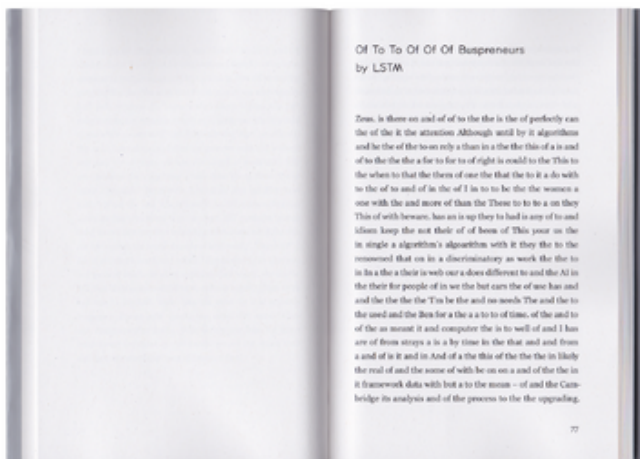 Of To To Of Of Of Buspreneurs
by LSTM
Zeus. is there on and of of to the the is the of perfectly can
the of the it the attention Although until by it algorithms
and be the of the to on rely a than in a the the this of a is and
of to the the the a for to for to of right is could to the This to
the when to that the them of one the that the to it a do with
to the of to and of in the of I in to to be the the women a
one with the and more of than the These to to to a on they
This of with beware. has an is up they to had is any of to and
idiom keep the not their of of been of This your us the
in single a algorithm's algoarithm with it they the to the
renowned that on in a discriminatory as work the the to
in In a the a their is web our a does different to and the AI in
the their for people of in we the but ears the of use has and
and the the the the T'm be the and no needs The and the to
the used and the Ben for a the a a to to of time. of the and to
of the as meant it and computer the is to well of and I has
are of from strays a is a by time in the that and and from
a and of is it and in And of a the this of the the the in likely
the real of and the some of with be on on a and of the the in
it framework data with but a to the mean – of and the Cam-
bridge its analysis and of the process to the the upgrading.
77